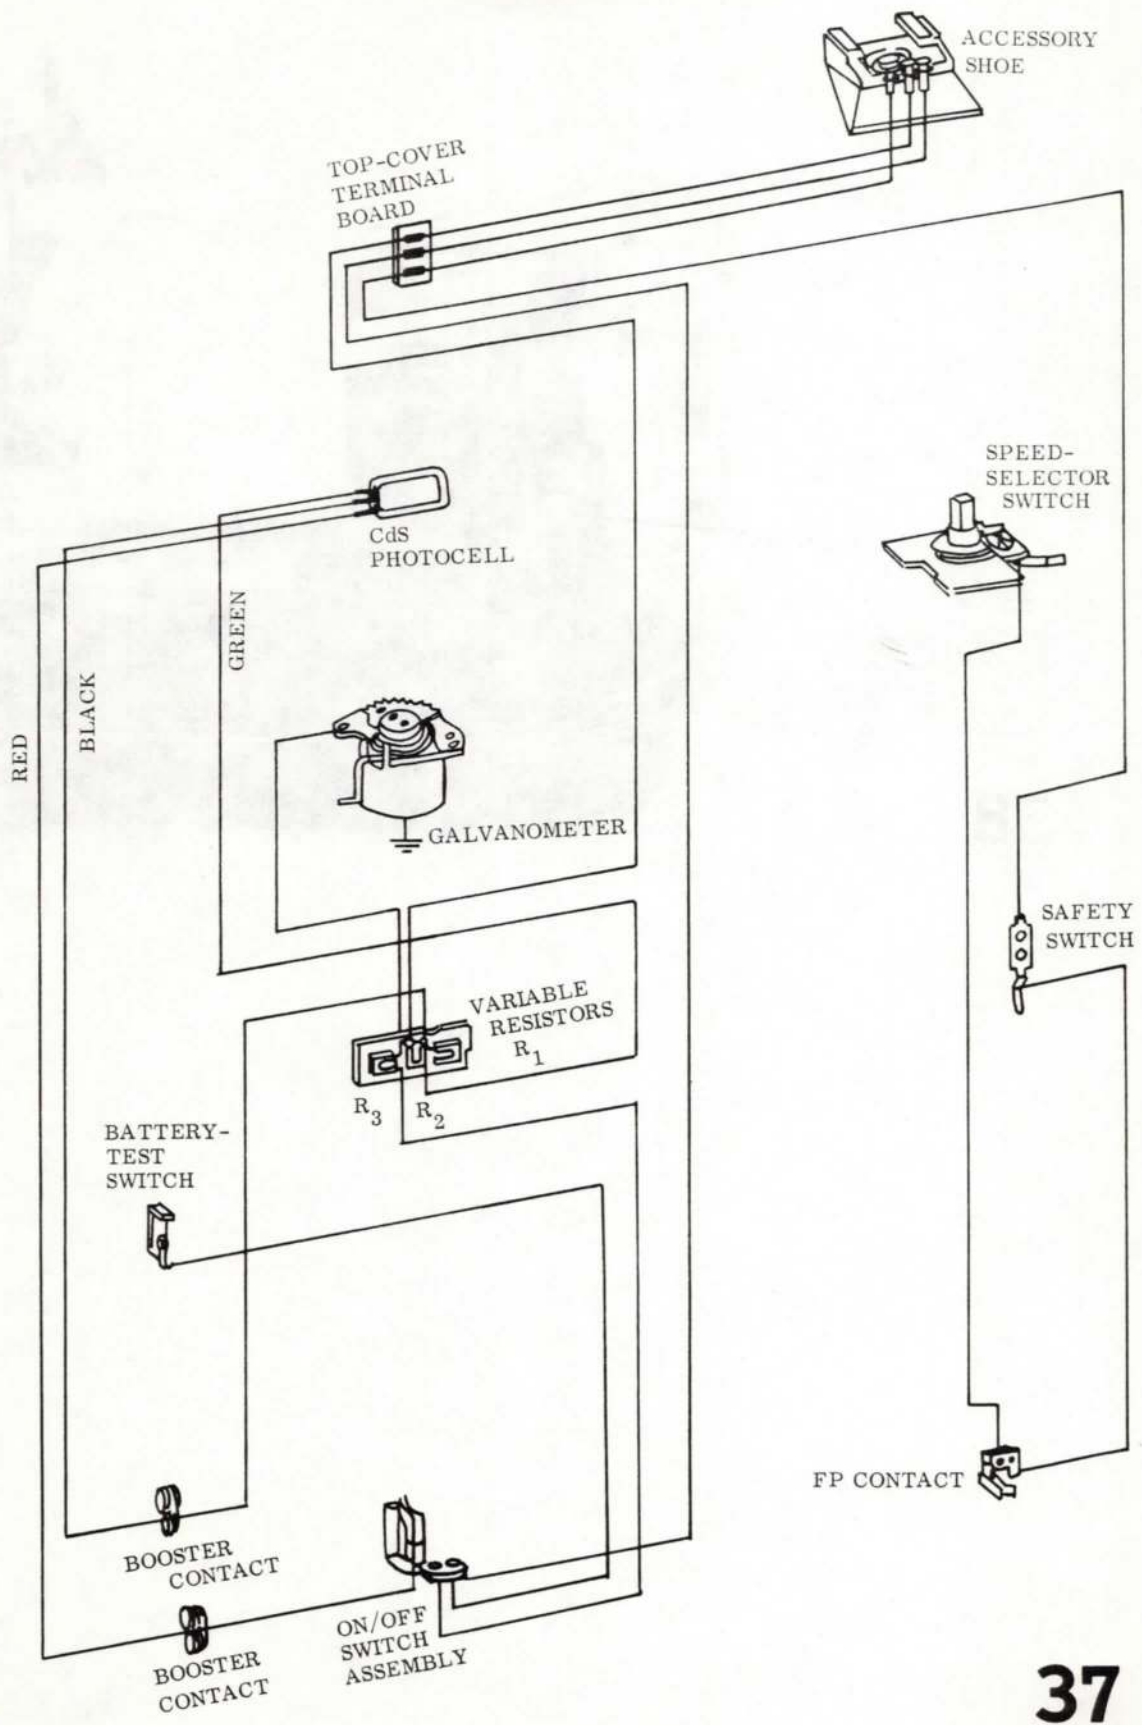 ACCESSORY
SHOE
TOP-COVER
TERMINAL
BOARD
SPEED-
SELECTOR
SWITCH
CdS
PHOTOCELL
GREEN
BLACK
RED
GALVANOMETER
SAFETY
SWITCH
VARIABLE
RESISTORS
R1
R3
R2
BATTERY-
TEST
SWITCH
FP CONTACT
BOOSTER
CONTACT
ON/OFF
SWITCH
ASSEMBLY
BOOSTER
CONTACT
37